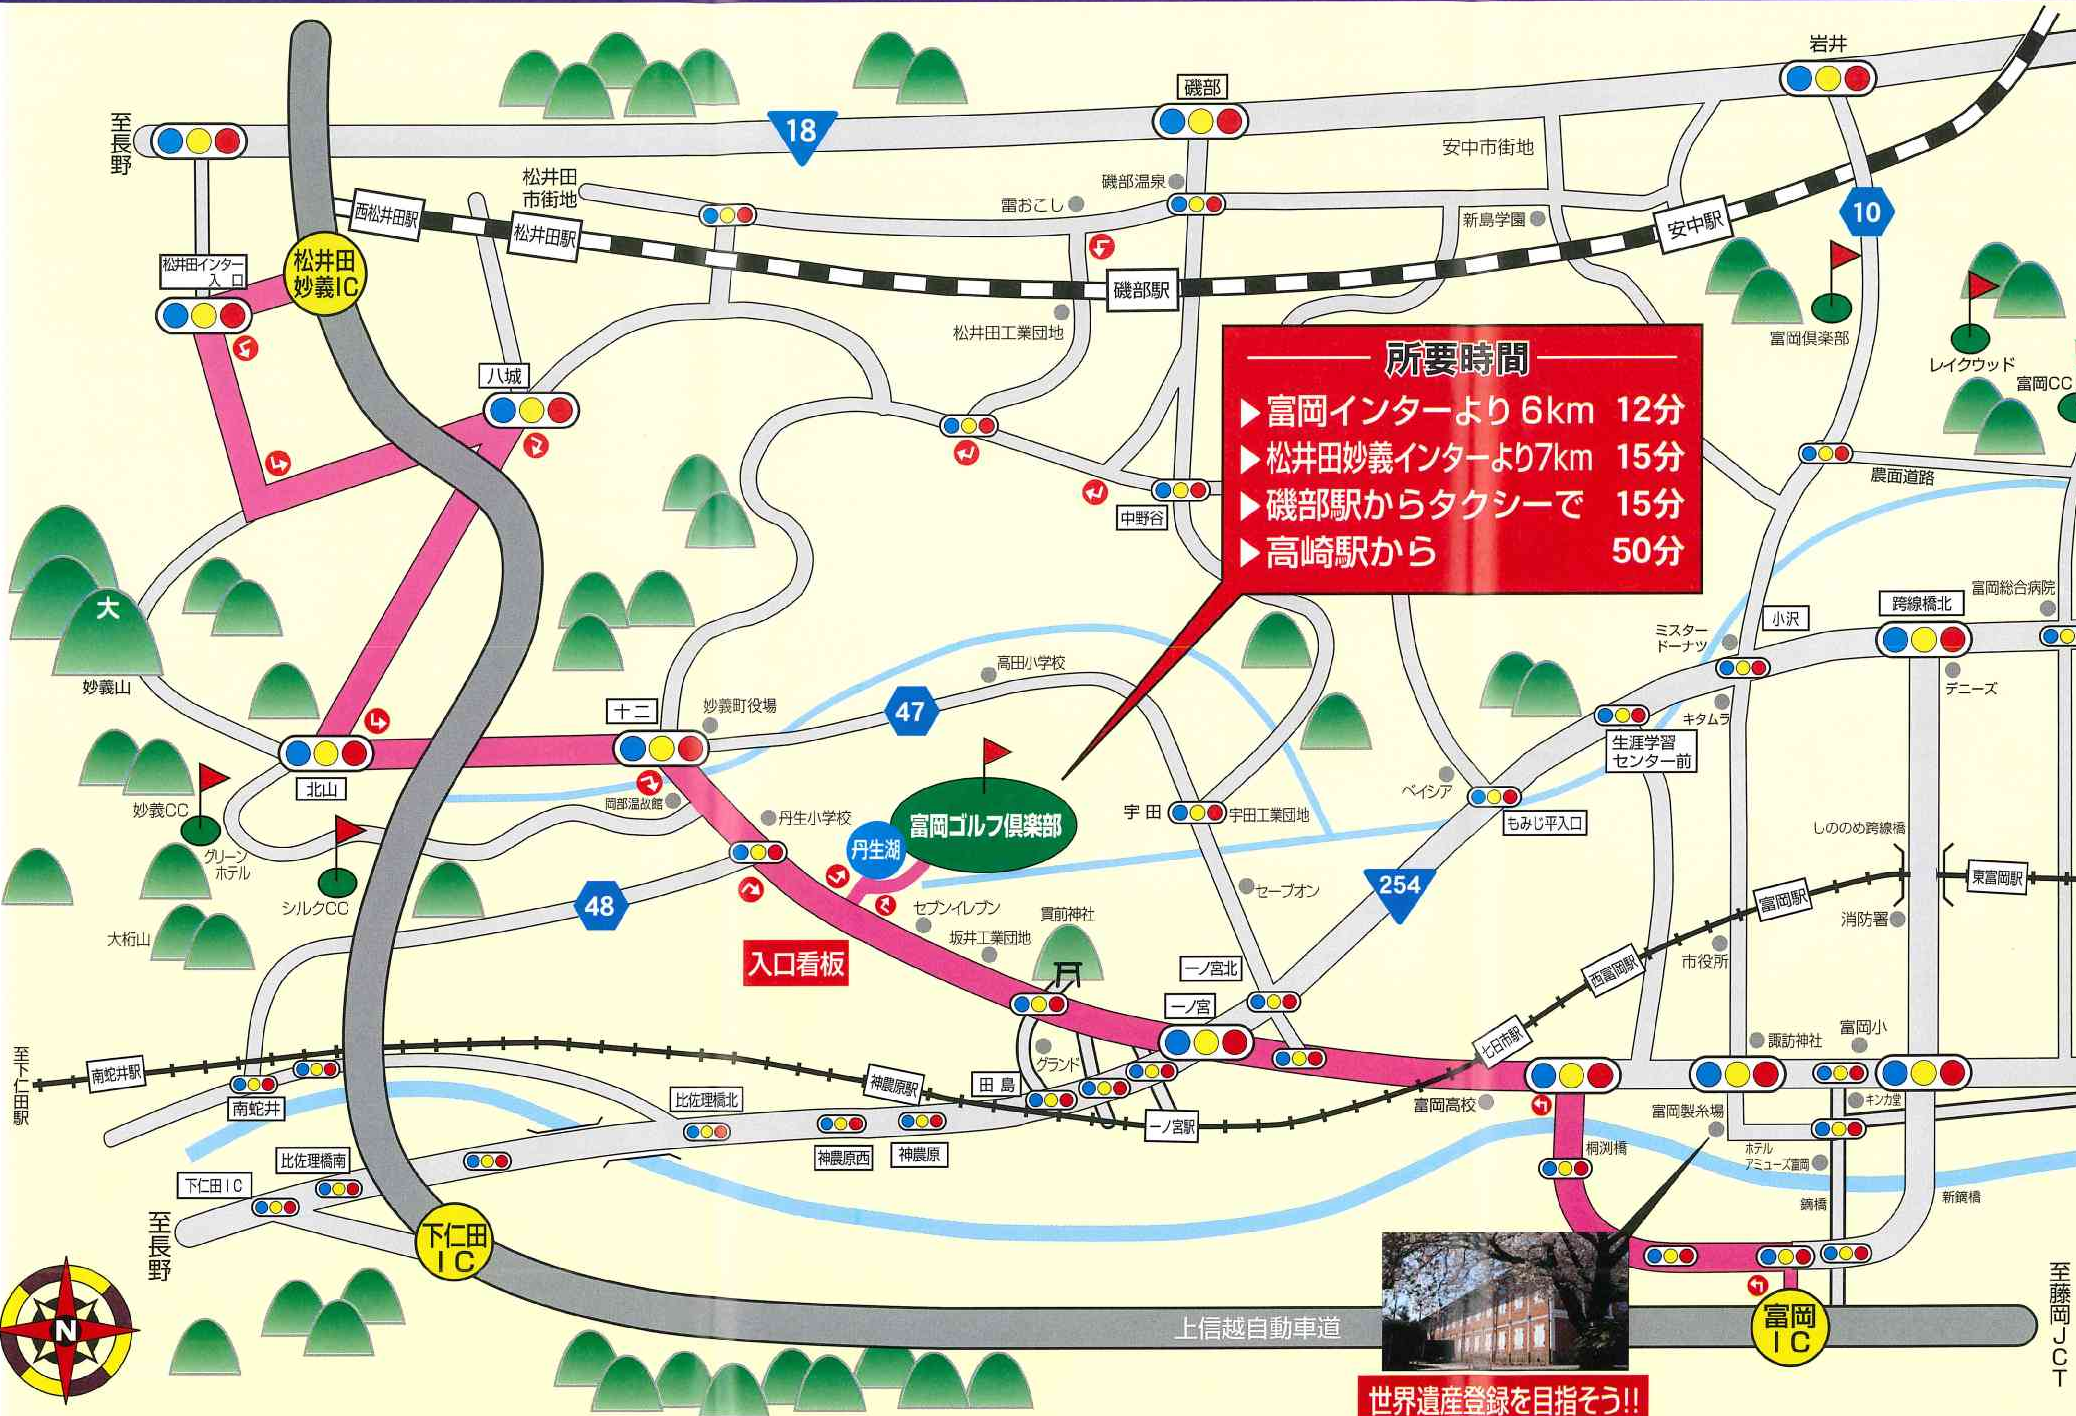 岩井
磯部
18
至長野
安中市街地
松井田
市街地
磯部温泉
雷おこし
新島学園
西松井田駅
松井田駅
安中駅
10
松井田インター
入口
松井田
妙義IC
磯部駅
富岡倶楽部
レイクウッド
富岡CC
松井田工業団地
八城
所要時間
▶富岡インターより6km 12分
▶松井田妙義インターより7km 15分
▶磯部駅からタクシーで 15分
▶高崎駅から 50分
農面道路
中野谷
大
妙義山
富岡総合病院
跨線橋北
小沢
ミスター
ドーナツ
デニーズ
キタムラ
高田小学校
十二
妙義町役場
47
生涯学習
センター前
北山
妙義CC
グリーン
ホテル
シルクCC
岡部温故館
丹生小学校
丹生湖
富岡ゴルフ倶楽部
宇田
宇田工業団地
ベイシア
もみじ平入口
しののめ跨線橋
東富岡駅
富岡駅
消防署
254
セーブオン
48
大桁山
セブンイレブン
坂井工業団地
貫前神社
入口看板
市役所
西富岡駅
一ノ宮北
一ノ宮
七日市駅
諏訪神社
富岡小
グランド
至下仁田駅
南蛇井駅
南蛇井
神農原駅
田島
比佐理橋北
神農原西
神農原
一ノ宮駅
富岡高校
富岡製糸場
キンカ堂
桐渕橋
ホテル
アミューズ富岡
鏑橋
新鏑橋
比佐理橋南
下仁田IC
至長野
下仁田
IC
上信越自動車道
富岡
IC
至藤岡JCT
N
世界遺産登録を目指そう!!